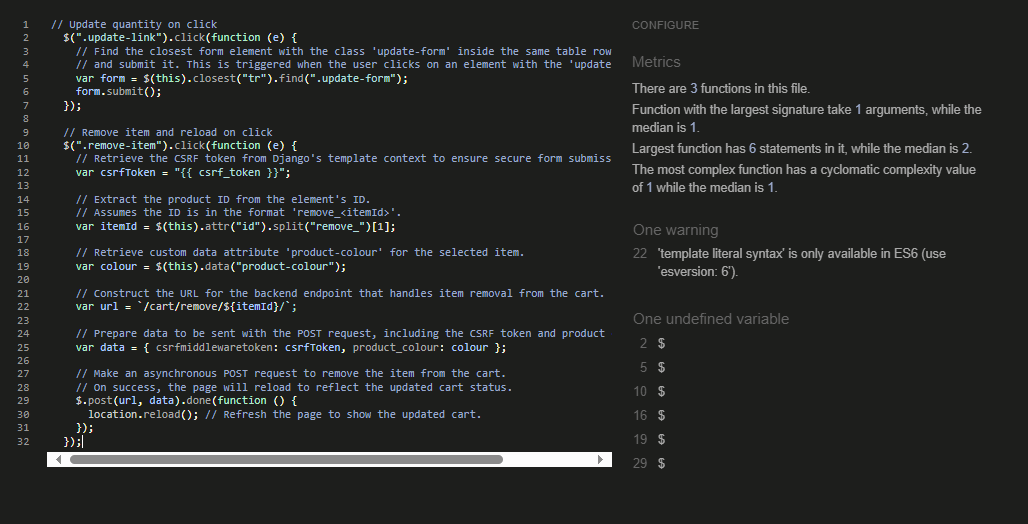 1 // Update quantity on click
2 $(".update-link").click(function (e) {
3 // Find the closest form element with the class 'update-form' inside the same table row
4 // and submit it. This is triggered when the user clicks on an element with the 'update
5 var form = $(this).closest("tr").find(".update-form");
6 form.submit();
7 });
8
9 // Remove item and reload on click
10 $(".remove-item").click(function (e) {
11 // Retrieve the CSRF token from Django's template context to ensure secure form submiss
12 var csrfToken = "{{ csrf_token }}";
13
14 // Extract the product ID from the element's ID.
15 // Assumes the ID is in the format 'remove_<itemId>'.
16 var itemId = $(this).attr("id").split("remove_")[1];
17
18 // Retrieve custom data attribute 'product-colour' for the selected item.
19 var colour = $(this).data("product-colour");
20
21 // Construct the URL for the backend endpoint that handles item removal from the cart.
22 var url = `/cart/remove/${itemId}/`;
23
24 // Prepare data to be sent with the POST request, including the CSRF token and product
25 var data = { csrfmiddlewaretoken: csrfToken, product_colour: colour };
26
27 // Make an asynchronous POST request to remove the item from the cart.
28 // On success, the page will reload to reflect the updated cart status.
29 $.post(url, data).done(function () {
30 location.reload(); // Refresh the page to show the updated cart.
31 });
32 });
CONFIGURE
Metrics
There are 3 functions in this file.
Function with the largest signature take 1 arguments, while the
median is 1.
Largest function has 6 statements in it, while the median is 2.
The most complex function has a cyclomatic complexity value
of 1 while the median is 1.
One warning
22 'template literal syntax' is only available in ES6 (use
'esversion: 6').
One undefined variable
2 $
5 $
10 $
16 $
19 $
29 $